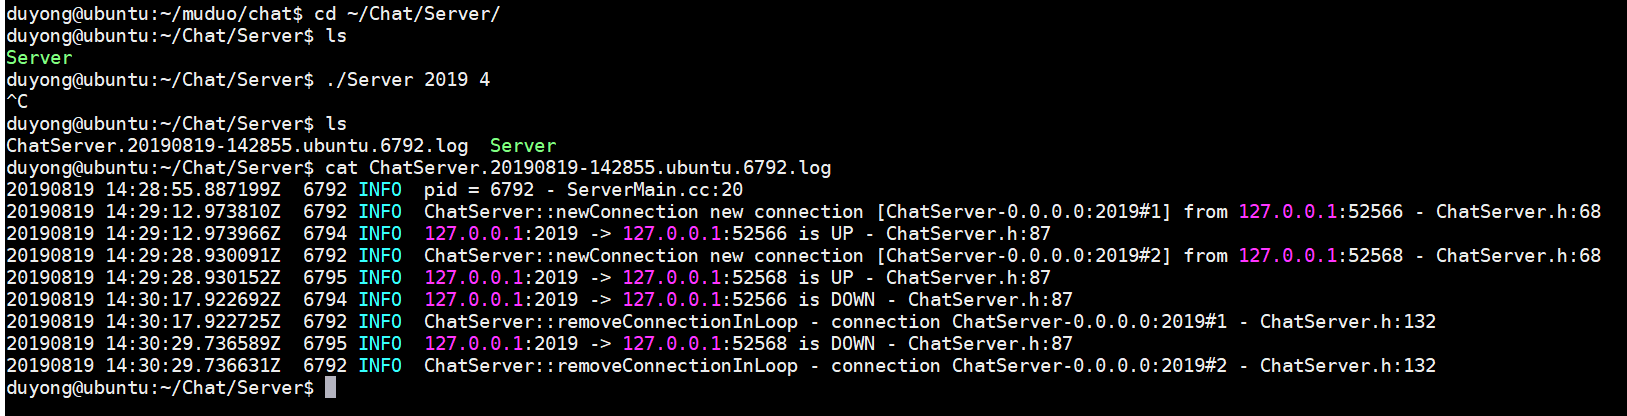 duyong@ubuntu:~/muduo/chat$ cd ~/Chat/Server/
duyong@ubuntu:~/Chat/Server$ ls
Server
duyong@ubuntu:~/Chat/Server$ ./Server 2019 4
^C
duyong@ubuntu:~/Chat/Server$ ls
ChatServer.20190819-142855.ubuntu.6792.log  Server
duyong@ubuntu:~/Chat/Server$ cat ChatServer.20190819-142855.ubuntu.6792.log
20190819 14:28:55.887199Z  6792 INFO  pid = 6792 - ServerMain.cc:20
20190819 14:29:12.973810Z  6792 INFO  ChatServer::newConnection new connection [ChatServer-0.0.0.0:2019#1] from 127.0.0.1:52566 - ChatServer.h:68
20190819 14:29:12.973966Z  6794 INFO  127.0.0.1:2019 -> 127.0.0.1:52566 is UP - ChatServer.h:87
20190819 14:29:28.930091Z  6792 INFO  ChatServer::newConnection new connection [ChatServer-0.0.0.0:2019#2] from 127.0.0.1:52568 - ChatServer.h:68
20190819 14:29:28.930152Z  6795 INFO  127.0.0.1:2019 -> 127.0.0.1:52568 is UP - ChatServer.h:87
20190819 14:30:17.922692Z  6794 INFO  127.0.0.1:2019 -> 127.0.0.1:52566 is DOWN - ChatServer.h:87
20190819 14:30:17.922725Z  6792 INFO  ChatServer::removeConnectionInLoop - connection ChatServer-0.0.0.0:2019#1 - ChatServer.h:132
20190819 14:30:29.736589Z  6795 INFO  127.0.0.1:2019 -> 127.0.0.1:52568 is DOWN - ChatServer.h:87
20190819 14:30:29.736631Z  6792 INFO  ChatServer::removeConnectionInLoop - connection ChatServer-0.0.0.0:2019#2 - ChatServer.h:132
duyong@ubuntu:~/Chat/Server$